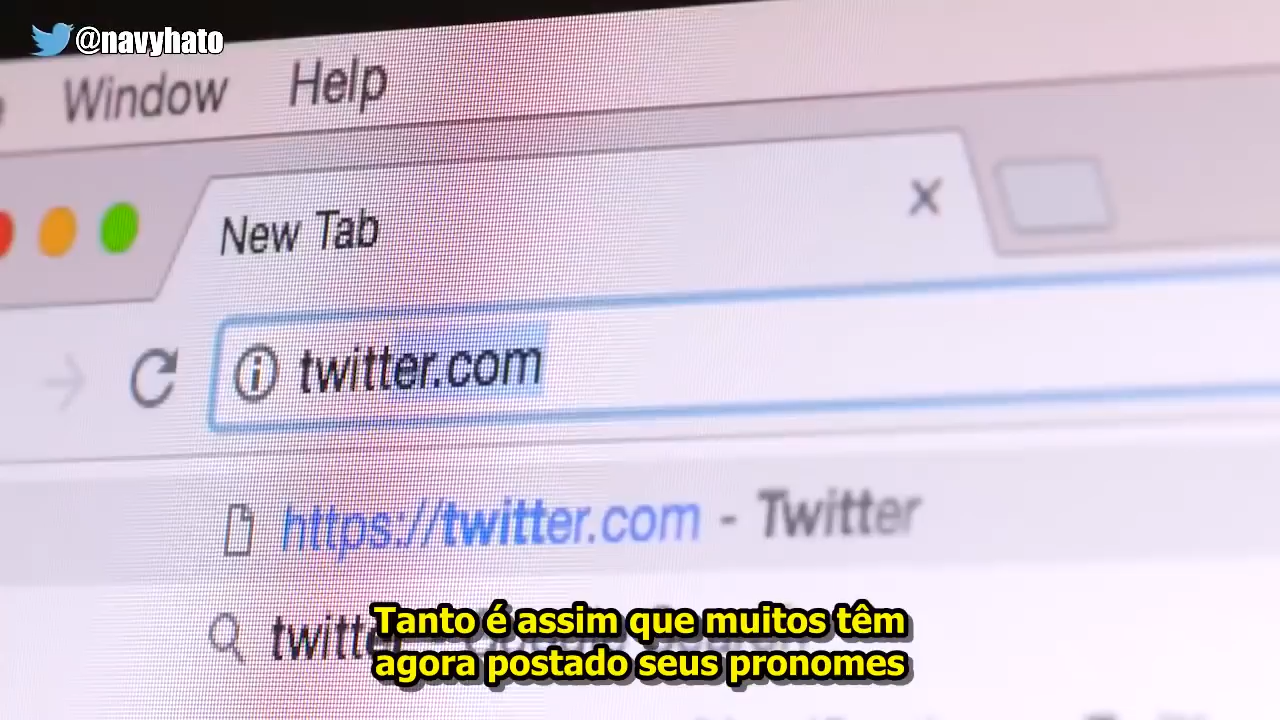 @navyhato
Window Help
New Tab
twitter.com
https://twitter.com - Twitter
Tanto é assim que muitos têm
agora postado seus pronomes